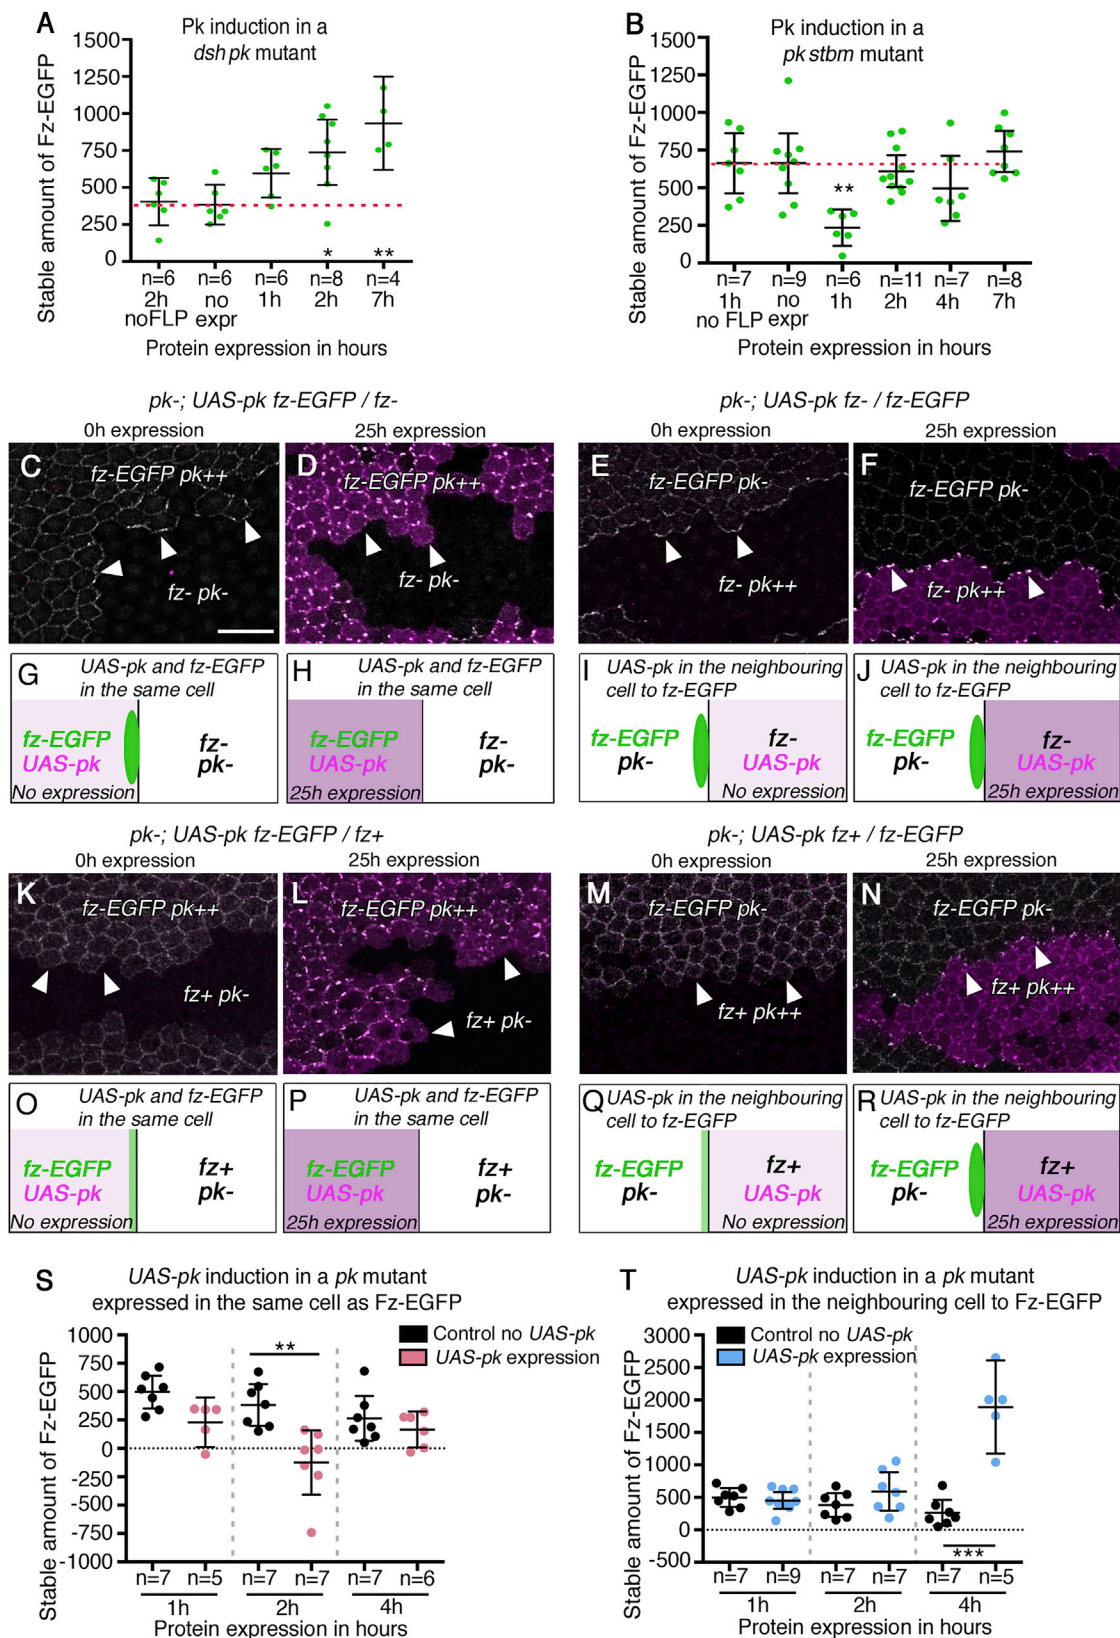 A
Pk induction in a
dsh pk mutant
Stable amount of Fz-EGFP
1500
1250
1000
750
500
250
0
* **
n=6 n=6 n=6 n=8 n=4
2h no 1h 2h 7h
noFLP expr
Protein expression in hours
B
Pk induction in a
pk stbm mutant
Stable amount of Fz-EGFP
1500
1250
1000
750
500
250
0
**
n=7 n=9 n=6 n=11 n=7 n=8
1h no 1h 2h 4h 7h
no FLP expr
Protein expression in hours
pk-; UAS-pk fz-EGFP / fz-
0h expression 25h expression
C
fz-EGFP pk++
fz- pk-
D
fz-EGFP pk++
fz- pk-
pk-; UAS-pk fz- / fz-EGFP
0h expression 25h expression
E
fz-EGFP pk-
fz- pk++
F
fz-EGFP pk-
fz- pk++
G
UAS-pk and fz-EGFP
in the same cell
fz-EGFP
UAS-pk
No expression
fz-
pk-
H
UAS-pk and fz-EGFP
in the same cell
fz-EGFP
UAS-pk
25h expression
fz-
pk-
I
UAS-pk in the neighbouring
cell to fz-EGFP
fz-EGFP
pk-
fz-
UAS-pk
No expression
J
UAS-pk in the neighbouring
cell to fz-EGFP
fz-EGFP
pk-
fz-
UAS-pk
25h expression
pk-; UAS-pk fz-EGFP / fz+
0h expression 25h expression
K
fz-EGFP pk++
fz+ pk-
L
fz-EGFP pk++
fz+ pk-
pk-; UAS-pk fz+ / fz-EGFP
0h expression 25h expression
M
fz-EGFP pk-
fz+ pk++
N
fz-EGFP pk-
fz+ pk++
O
UAS-pk and fz-EGFP
in the same cell
fz-EGFP
UAS-pk
No expression
fz+
pk-
P
UAS-pk and fz-EGFP
in the same cell
fz-EGFP
UAS-pk
25h expression
fz+
pk-
Q
UAS-pk in the neighbouring
cell to fz-EGFP
fz-EGFP
pk-
fz+
UAS-pk
No expression
R
UAS-pk in the neighbouring
cell to fz-EGFP
fz-EGFP
pk-
fz+
UAS-pk
25h expression
S
UAS-pk induction in a pk mutant
expressed in the same cell as Fz-EGFP
Control no UAS-pk
UAS-pk expression
Stable amount of Fz-EGFP
1000
750
500
250
0
-250
-500
-750
-1000
**
n=7 n=5 n=7 n=7 n=7 n=6
1h 2h 4h
Protein expression in hours
T
UAS-pk induction in a pk mutant
expressed in the neighbouring cell to Fz-EGFP
Control no UAS-pk
UAS-pk expression
Stable amount of Fz-EGFP
3000
2500
2000
1500
1000
500
0
-500
***
n=7 n=9 n=7 n=7 n=7 n=5
1h 2h 4h
Protein expression in hours